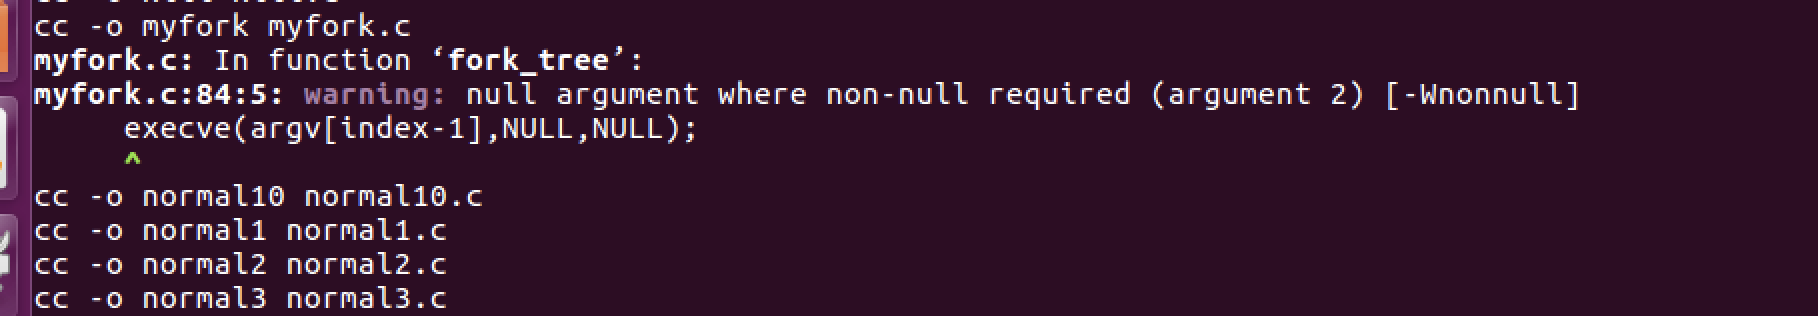 cc -o myfork myfork.c
myfork.c: In function ‘fork_tree’:
myfork.c:84:5: warning: null argument where non-null required (argument 2) [-Wnonnull]
     execve(argv[index-1],NULL,NULL);
     ^
cc -o normal10 normal10.c
cc -o normal1 normal1.c
cc -o normal2 normal2.c
cc -o normal3 normal3.c